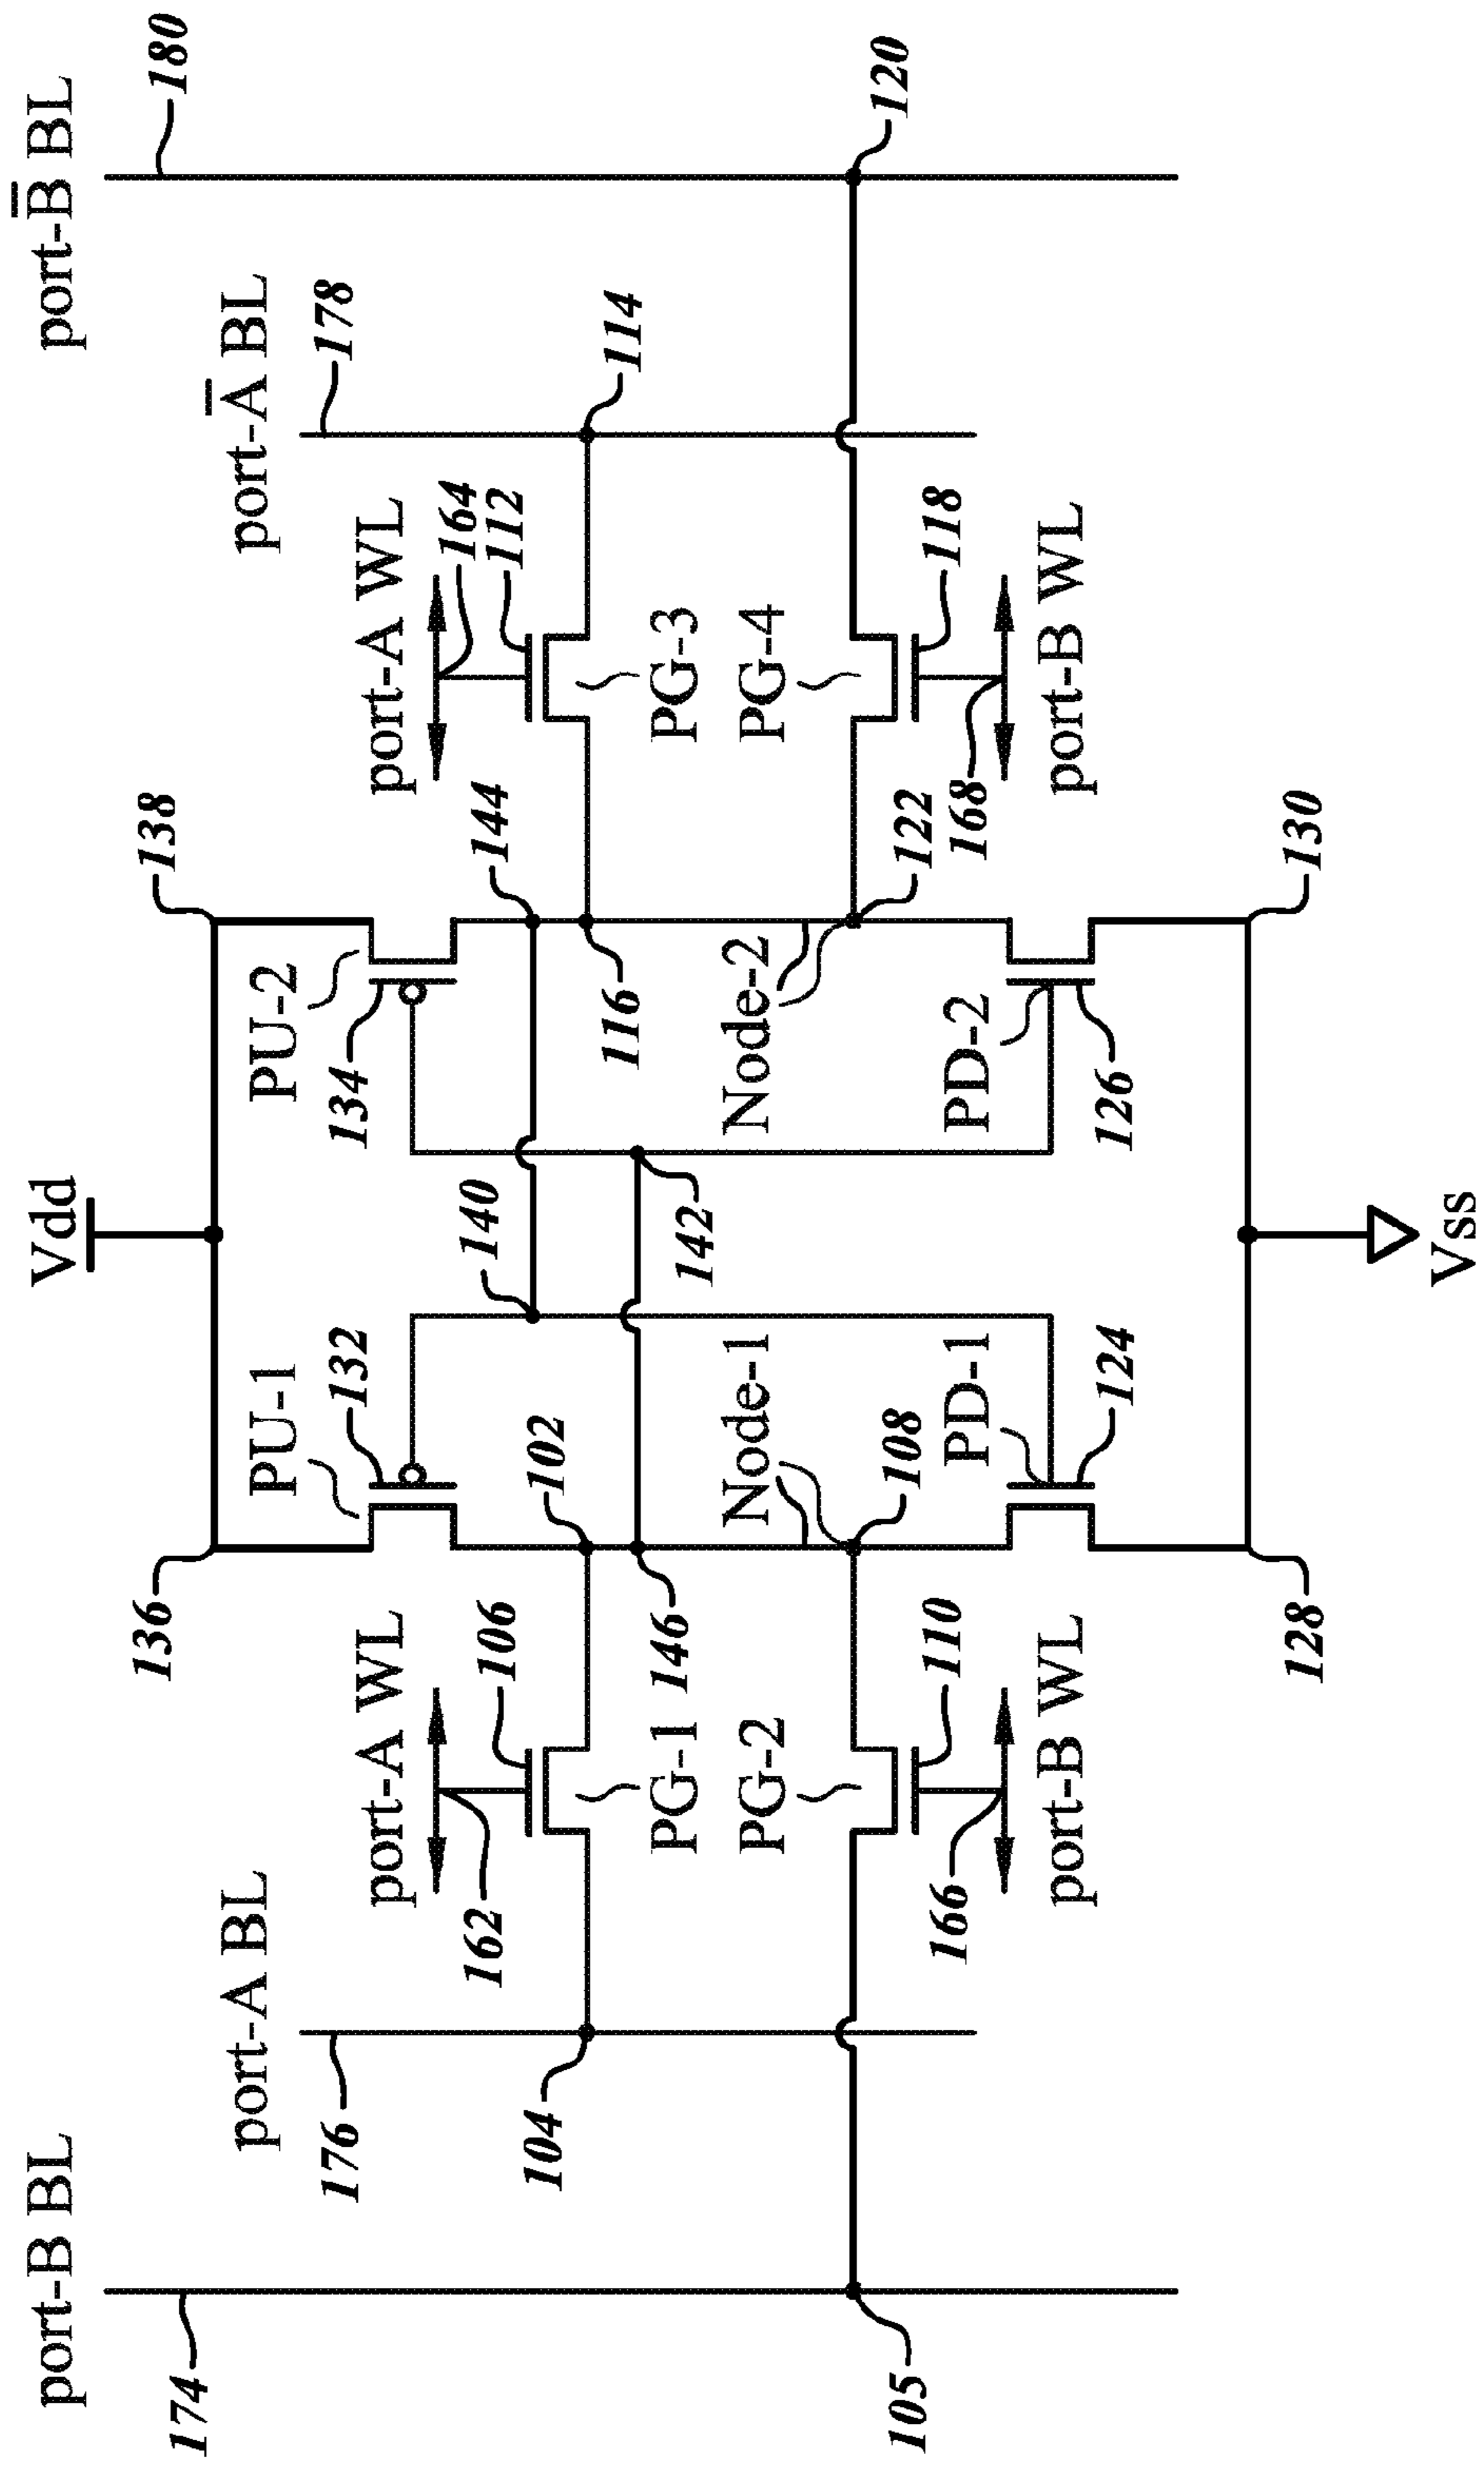 port-B BL
174
port-A BL
176
Vdd
port-A̅ BL
178
port-B̅ BL
180
136
138
PU-1
132
PU-2
134
port-A WL
162
106
port-A WL
164
112
104
102
140
144
114
PG-1
146
142
116
PG-3
PG-2
Node-1
Node-2
PG-4
105
108
122
120
110
166
port-B WL
PD-1
124
PD-2
126
118
168
port-B WL
128
130
Vss